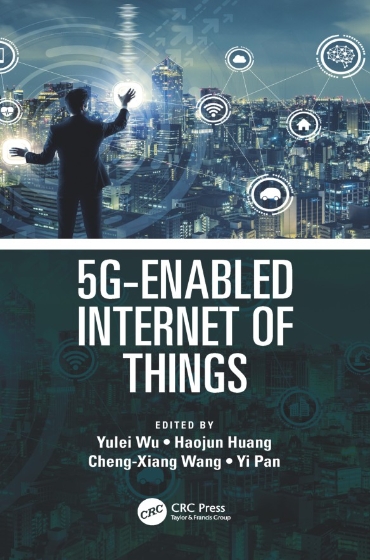 5G-ENABLED
INTERNET OF
THINGS
EDITED BY
Yulei Wu • Haojun Huang
Cheng-Xiang Wang • Yi Pan
CRC
CRC Press
Taylor & Francis Group